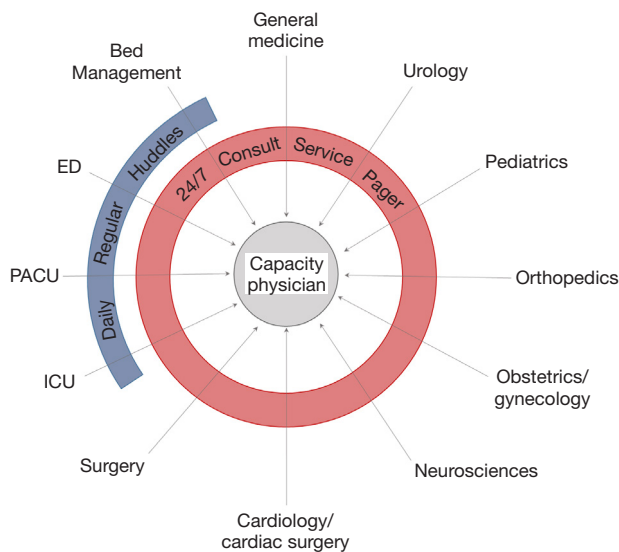 General
medicine
Bed
Management
Urology
ED
Pediatrics
PACU
Orthopedics
ICU
Obstetrics/
gynecology
Surgery
Neurosciences
Cardiology/
cardiac surgery
Daily Regular Huddles
24/7 Consult Service Pager
Capacity
physician